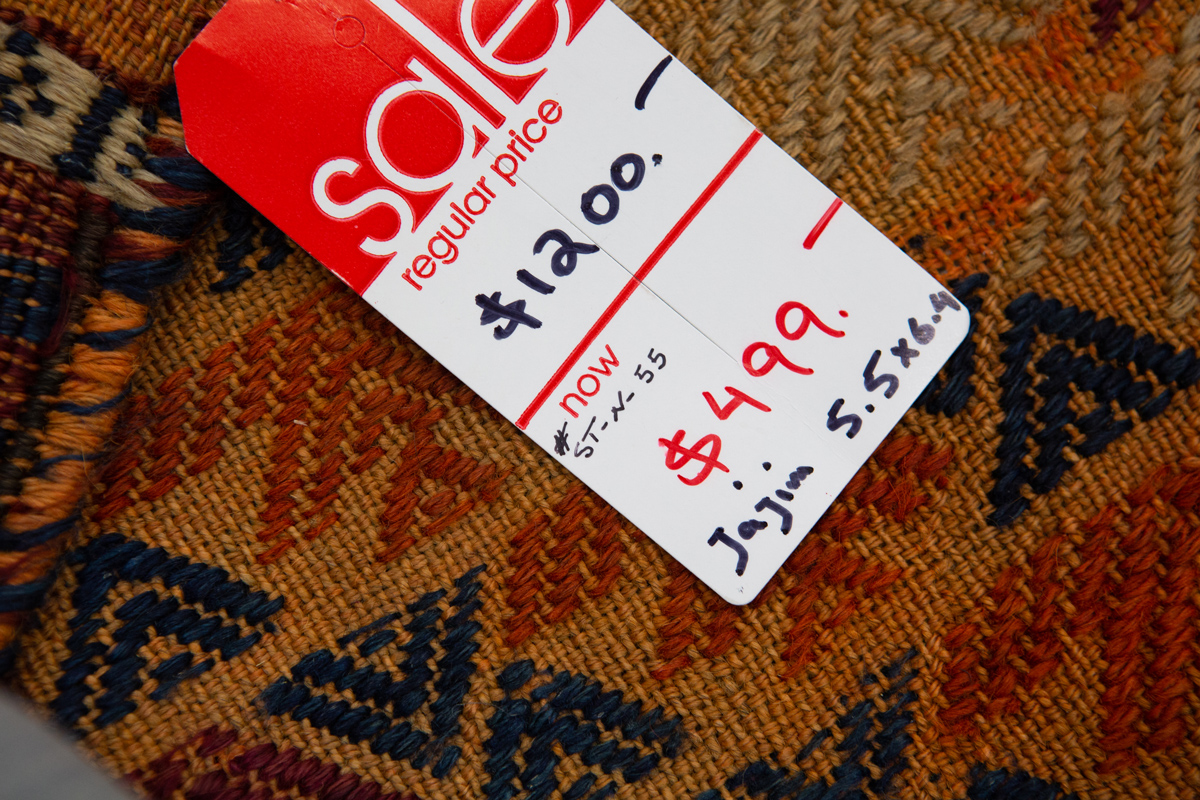 sale
regular price
$1200. –
now
# ST-N-55
$499. –
Jajim 5.5x6.4